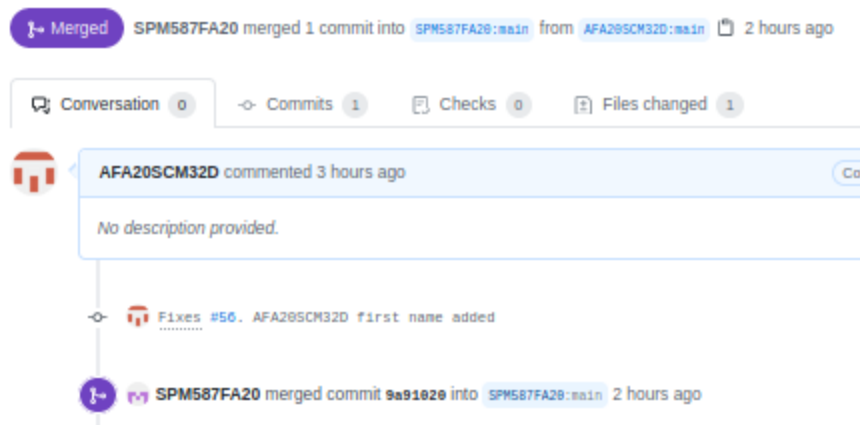 Merged SPM587FA20 merged 1 commit into SPM587FA20:main from AFA20SCM32D:main 2 hours ago
Conversation 0 Commits 1 Checks 0 Files changed 1
AFA20SCM32D commented 3 hours ago Co
No description provided.
Fixes #56. AFA20SCM32D first name added
SPM587FA20 merged commit 9a91020 into SPM587FA20:main 2 hours ago